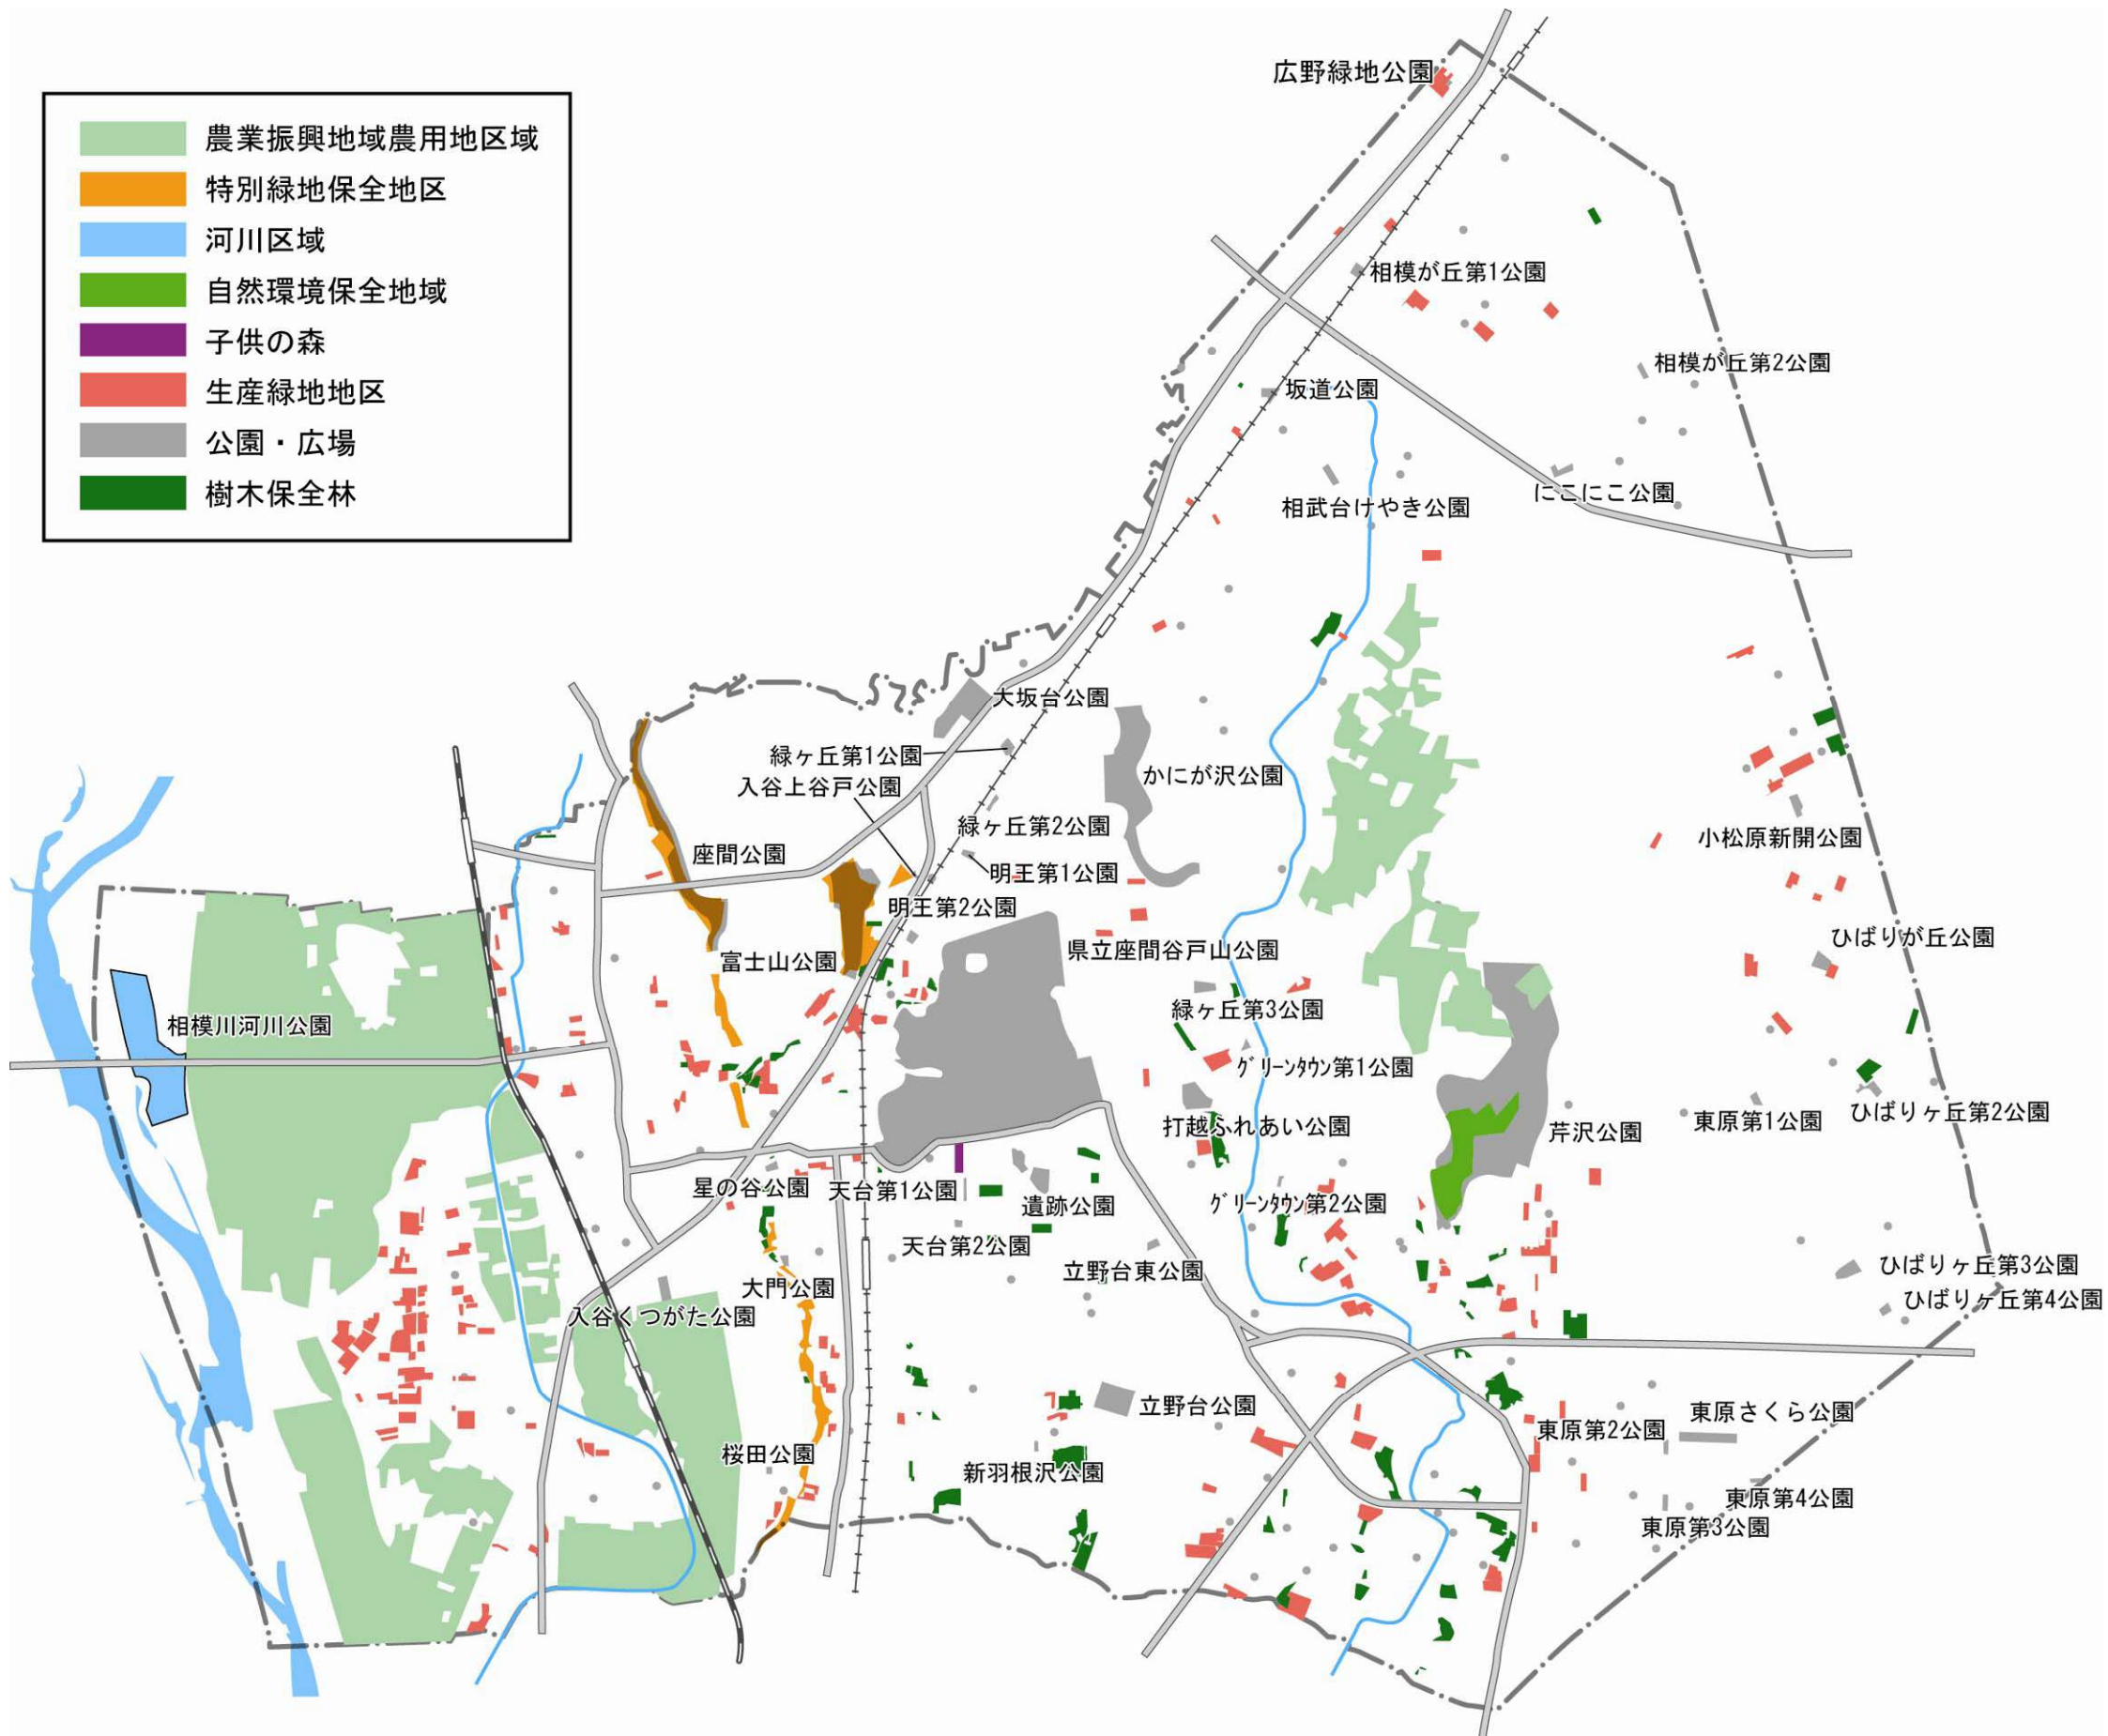 農業振興地域農用地区域
特別緑地保全地区
河川区域
自然環境保全地域
子供の森
生産緑地地区
公園・広場
樹木保全林
広野緑地公園
相模が丘第1公園
相模が丘第2公園
坂道公園
にこにこ公園
相武台けやき公園
大坂台公園
緑ヶ丘第1公園
かにが沢公園
入谷上谷戸公園
緑ヶ丘第2公園
小松原新開公園
座間公園
明王第1公園
明王第2公園
ひばりが丘公園
県立座間谷戸山公園
富士山公園
緑ヶ丘第3公園
相模川河川公園
グリーンタウン第1公園
ひばりヶ丘第2公園
東原第1公園
打越ふれあい公園
芹沢公園
星の谷公園
天台第1公園
遺跡公園
グリーンタウン第2公園
天台第2公園
立野台東公園
ひばりヶ丘第3公園
大門公園
ひばりヶ丘第4公園
入谷くつがた公園
立野台公園
東原さくら公園
東原第2公園
桜田公園
新羽根沢公園
東原第4公園
東原第3公園